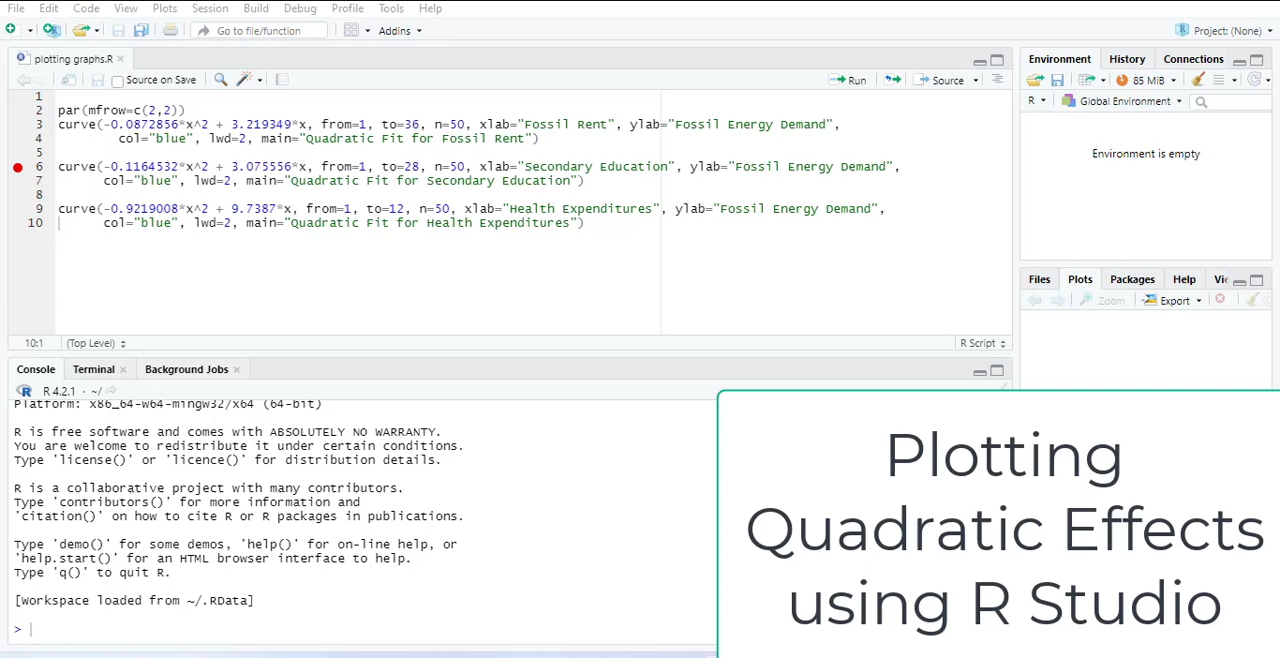 File Edit Code View Plots Session Build Debug Profile Tools Help
Go to file/function Addins Project: (None)
plotting graphs.R
Source on Save Run Source
1
2 par(mfrow=c(2,2))
3 curve(-0.0872856*x^2 + 3.219349*x, from=1, to=36, n=50, xlab="Fossil Rent", ylab="Fossil Energy Demand",
4 col="blue", lwd=2, main="Quadratic Fit for Fossil Rent")
5
6 curve(-0.1164532*x^2 + 3.075556*x, from=1, to=28, n=50, xlab="Secondary Education", ylab="Fossil Energy Demand",
7 col="blue", lwd=2, main="Quadratic Fit for Secondary Education")
8
9 curve(-0.9219008*x^2 + 9.7387*x, from=1, to=12, n=50, xlab="Health Expenditures", ylab="Fossil Energy Demand",
10 col="blue", lwd=2, main="Quadratic Fit for Health Expenditures")
10:1 (Top Level) R Script
Environment History Connections
85 MiB
R Global Environment
Environment is empty
Files Plots Packages Help Vi
Zoom Export
Console Terminal Background Jobs
R R 4.2.1 · ~/
Platform: x86_64-w64-mingw32/x64 (64-bit)
R is free software and comes with ABSOLUTELY NO WARRANTY.
You are welcome to redistribute it under certain conditions.
Type 'license()' or 'licence()' for distribution details.
R is a collaborative project with many contributors.
Type 'contributors()' for more information and
'citation()' on how to cite R or R packages in publications.
Type 'demo()' for some demos, 'help()' for on-line help, or
'help.start()' for an HTML browser interface to help.
Type 'q()' to quit R.
[Workspace loaded from ~/.RData]
>
Plotting
Quadratic Effects
using R Studio